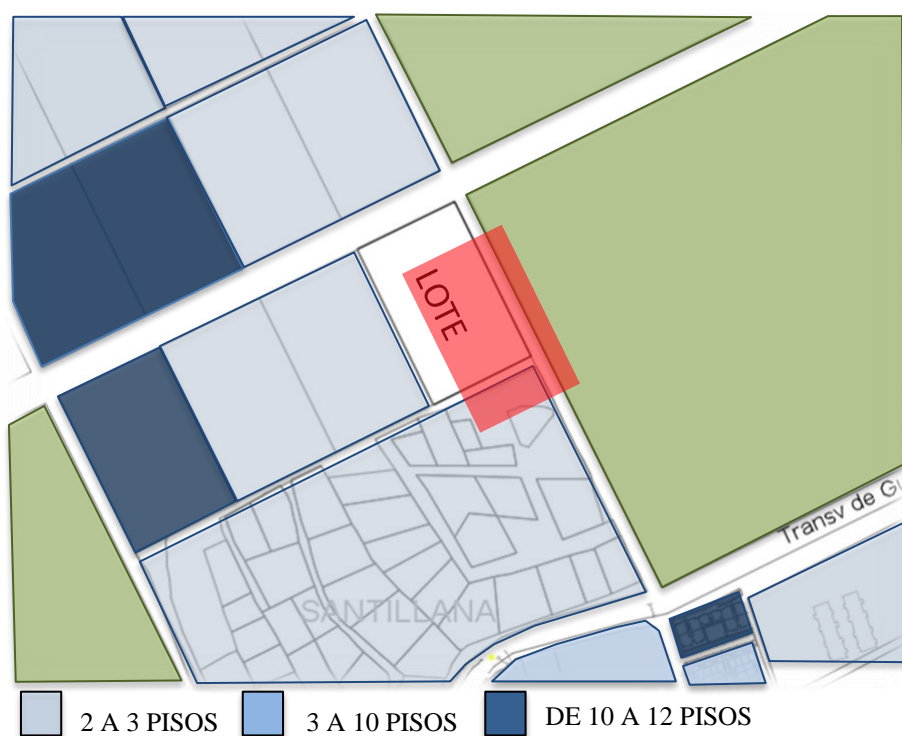 LOTE
Transv de G
SANTILLANA
2 A 3 PISOS
3 A 10 PISOS
DE 10 A 12 PISOS